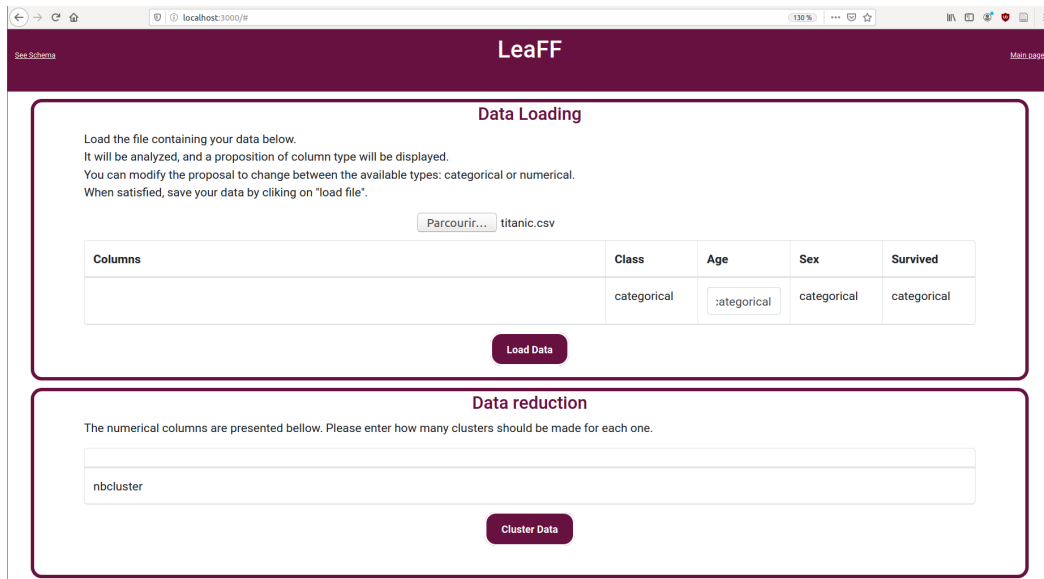 localhost:3000/#
130 %
See Schema
LeaFF
Main page
Data Loading
Load the file containing your data below.
It will be analyzed, and a proposition of column type will be displayed.
You can modify the proposal to change between the available types: categorical or numerical.
When satisfied, save your data by cliking on "load file".
Parcourir... titanic.csv
Columns Class Age Sex Survived
categorical :ategorical categorical categorical
Load Data
Data reduction
The numerical columns are presented bellow. Please enter how many clusters should be made for each one.
nbcluster
Cluster Data